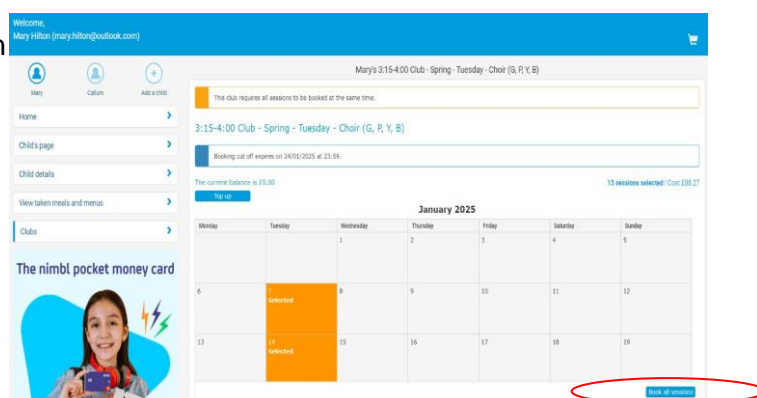 Welcome,
Mary Hilton (mary.hilton@outlook.com)
n
Mary
Callum
Add a child
Home
Child's page
Child details
View taken meals and menus
Clubs
The nimbl pocket money card
Mary's 3:15-4:00 Club - Spring - Tuesday - Choir (G, P, Y, B)
This club requires all sessions to be booked at the same time.
3:15-4:00 Club - Spring - Tuesday - Choir (G, P, Y, B)
Booking cut off expires on 24/01/2025 at 23:59.
The current balance is £0.00
13 sessions selected | Cost £98.27
Top up
January 2025
Monday Tuesday Wednesday Thursday Friday Saturday Sunday
1 2 3 4 5
6 7 8 9 10 11 12
Selected
13 14 15 16 17 18 19
Selected
Book all sessions